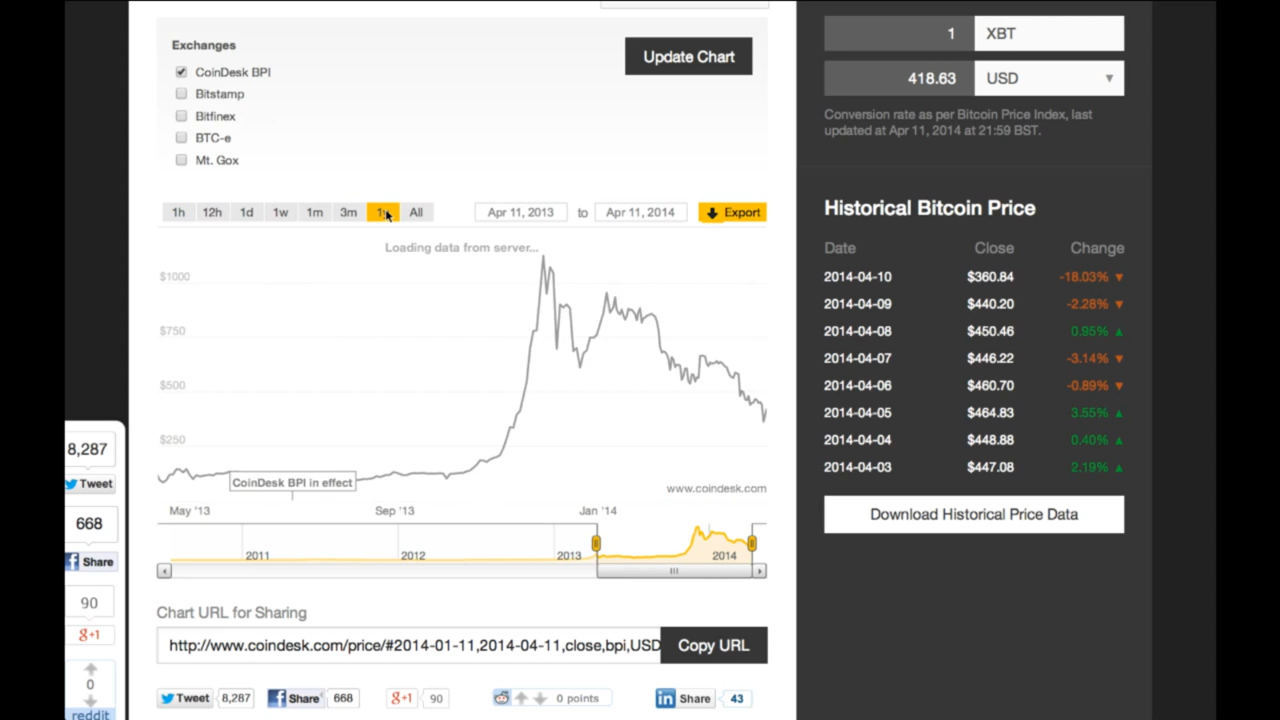 Exchanges
Update Chart
CoinDesk BPI
Bitstamp
Bitfinex
BTC-e
Mt. Gox
1h 12h 1d 1w 1m 3m All
Apr 11, 2013 to Apr 11, 2014 Export
Loading data from server...
$1000
$750
$500
$250
CoinDesk BPI in effect
www.coindesk.com
May '13 Sep '13 Jan '14
2011 2012 2013 2014
Chart URL for Sharing
http://www.coindesk.com/price/#2014-01-11,2014-04-11,close,bpi,USD Copy URL
Tweet 8,287 Share 668 g+1 90 0 points in Share 43
8,287
Tweet
668
Share
90
g+1
0
reddit
1 XBT
418.63 USD
Conversion rate as per Bitcoin Price Index, last
updated at Apr 11, 2014 at 21:59 BST.
Historical Bitcoin Price
Date Close Change
2014-04-10 $360.84 -18.03% ▼
2014-04-09 $440.20 -2.28% ▼
2014-04-08 $450.46 0.95% ▲
2014-04-07 $446.22 -3.14% ▼
2014-04-06 $460.70 -0.89% ▼
2014-04-05 $464.83 3.55% ▲
2014-04-04 $448.88 0.40% ▲
2014-04-03 $447.08 2.19% ▲
Download Historical Price Data